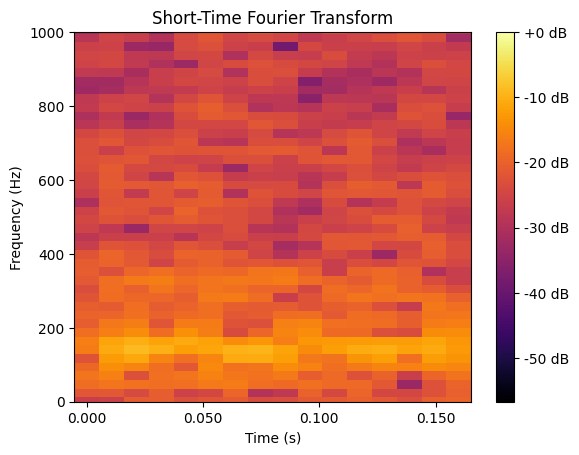 Short-Time Fourier Transform
1000
800
600
400
200
0
Frequency (Hz)
0.000
0.050
0.100
0.150
Time (s)
+0 dB
-10 dB
-20 dB
-30 dB
-40 dB
-50 dB